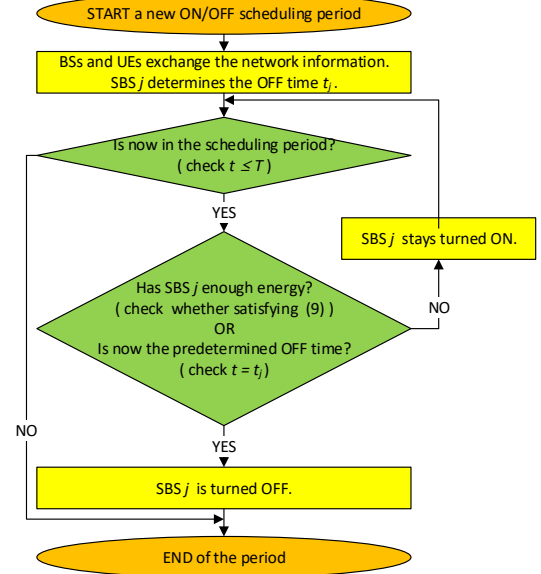 START a new ON/OFF scheduling period
BSs and UEs exchange the network information.
SBS j determines the OFF time tj.
Is now in the scheduling period?
( check t ≤ T )
YES
SBS j stays turned ON.
Has SBS j enough energy?
( check whether satisfying (9) )
OR
Is now the predetermined OFF time?
( check t = tj )
NO
NO
YES
SBS j is turned OFF.
END of the period